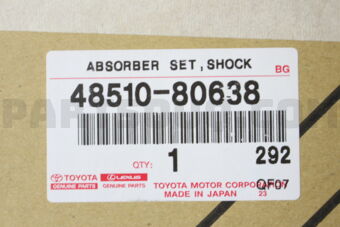 ABSORBER SET, SHOCK
BG
48510-80638
QTY: 1 292
TOYOTA LEXUS
GENUINE PARTS GENUINE PARTS
TOYOTA MOTOR CORPORATION
QF07
MADE IN JAPAN 23